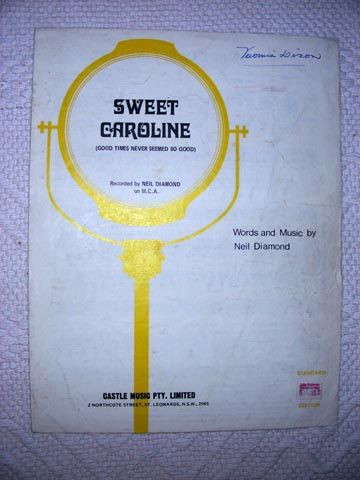 Dixon
SWEET
CAROLINE
(GOOD TIMES NEVER SEEMED SO GOOD)
Recorded by NEIL DIAMOND
on M.C.A.
Words and Music by
Neil Diamond
CASTLE MUSIC PTY. LIMITED
2 NORTHCOTE STREET, ST. LEONARDS, N.S.W., 2065
STANDARD
EDITION